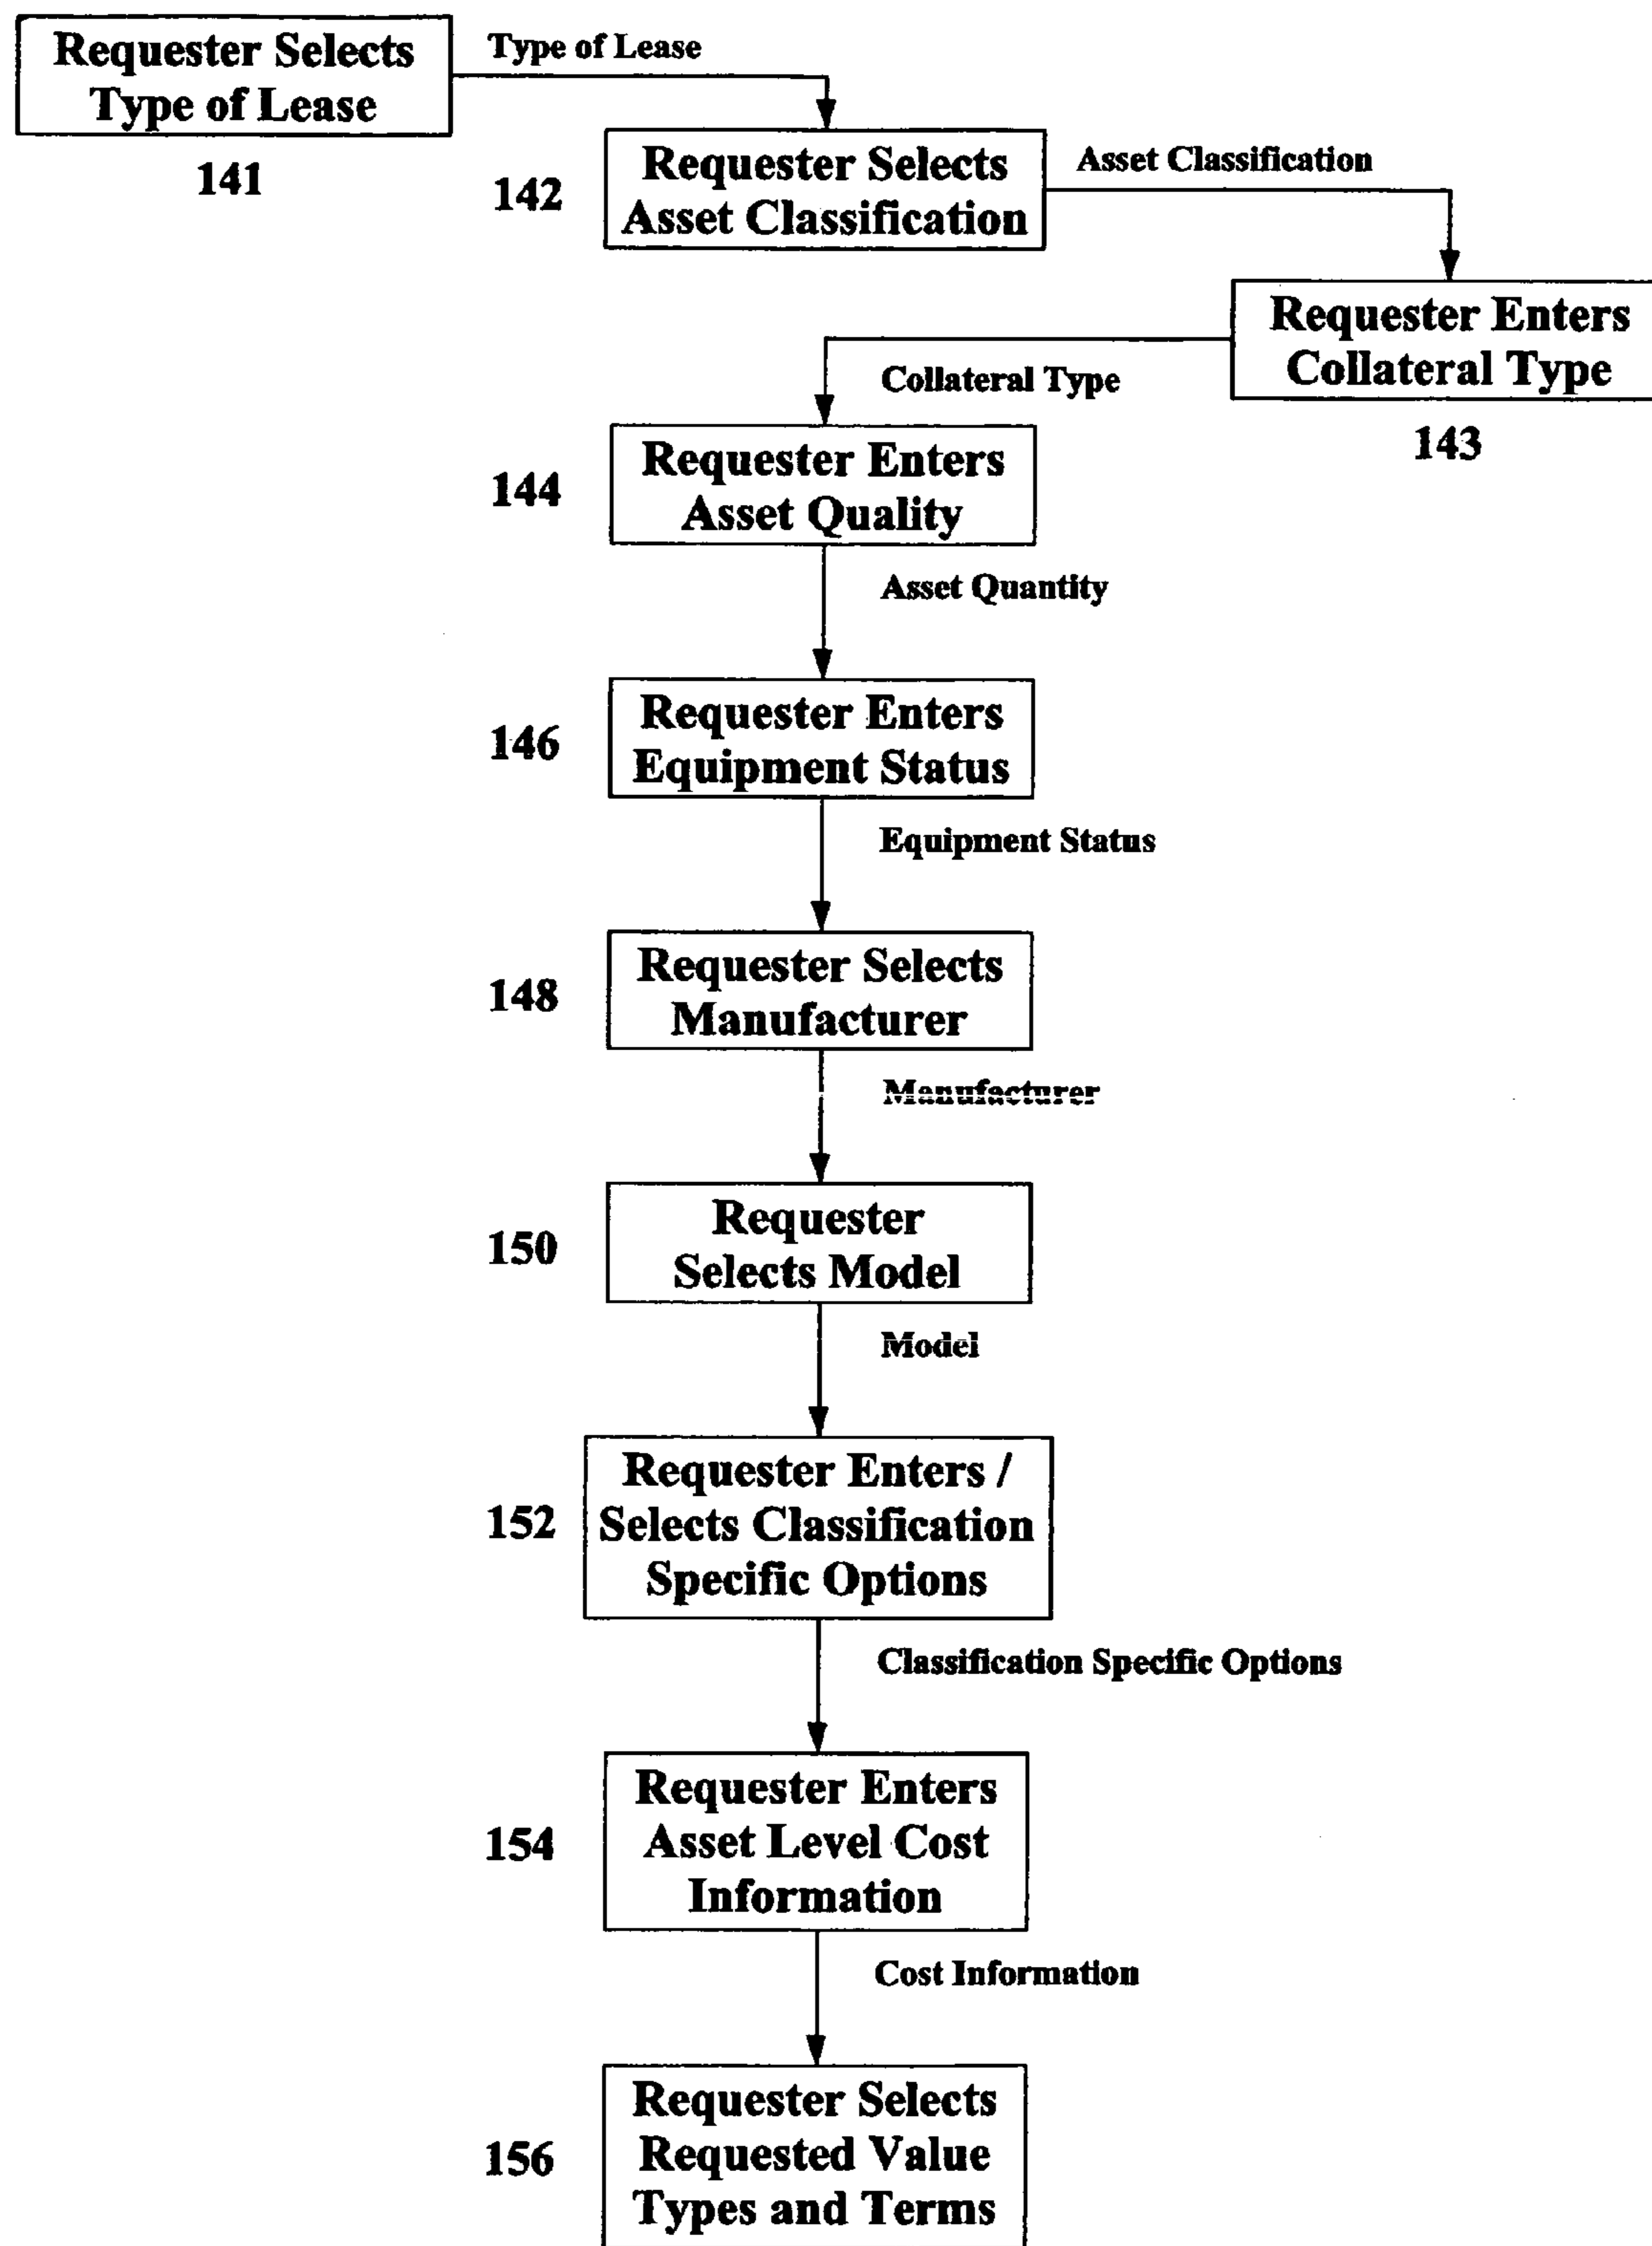 Requester Selects
Type of Lease
141
Type of Lease
142
Requester Selects
Asset Classification
Asset Classification
Requester Enters
Collateral Type
143
Collateral Type
144
Requester Enters
Asset Quality
Asset Quantity
146
Requester Enters
Equipment Status
Equipment Status
148
Requester Selects
Manufacturer
Manufacturer
150
Requester
Selects Model
Model
152
Requester Enters /
Selects Classification
Specific Options
Classification Specific Options
154
Requester Enters
Asset Level Cost
Information
Cost Information
156
Requester Selects
Requested Value
Types and Terms